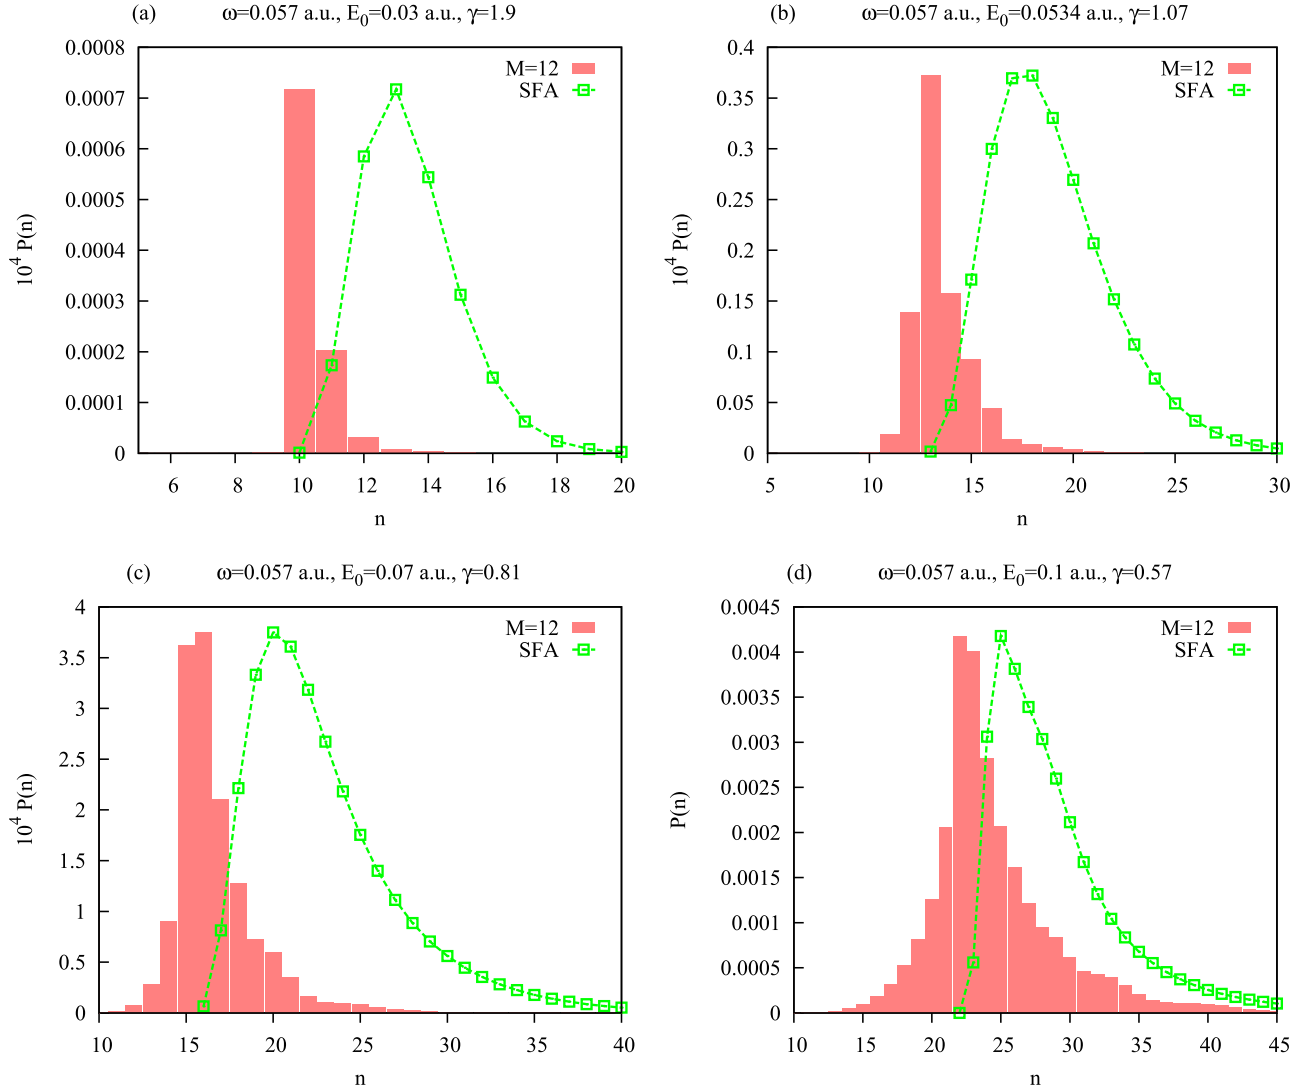 (a) ω=0.057 a.u., E₀=0.03 a.u., γ=1.9
0.0008
0.0007
0.0006
0.0005
0.0004
0.0003
0.0002
0.0001
0
10⁴ P(n)
M=12
SFA
6 8 10 12 14 16 18 20
n
(b) ω=0.057 a.u., E₀=0.0534 a.u., γ=1.07
0.4
0.35
0.3
0.25
0.2
0.15
0.1
0.05
0
10⁴ P(n)
M=12
SFA
5 10 15 20 25 30
n
(c) ω=0.057 a.u., E₀=0.07 a.u., γ=0.81
4
3.5
3
2.5
2
1.5
1
0.5
0
10⁴ P(n)
M=12
SFA
10 15 20 25 30 35 40
n
(d) ω=0.057 a.u., E₀=0.1 a.u., γ=0.57
0.0045
0.004
0.0035
0.003
0.0025
0.002
0.0015
0.001
0.0005
0
P(n)
M=12
SFA
10 15 20 25 30 35 40 45
n